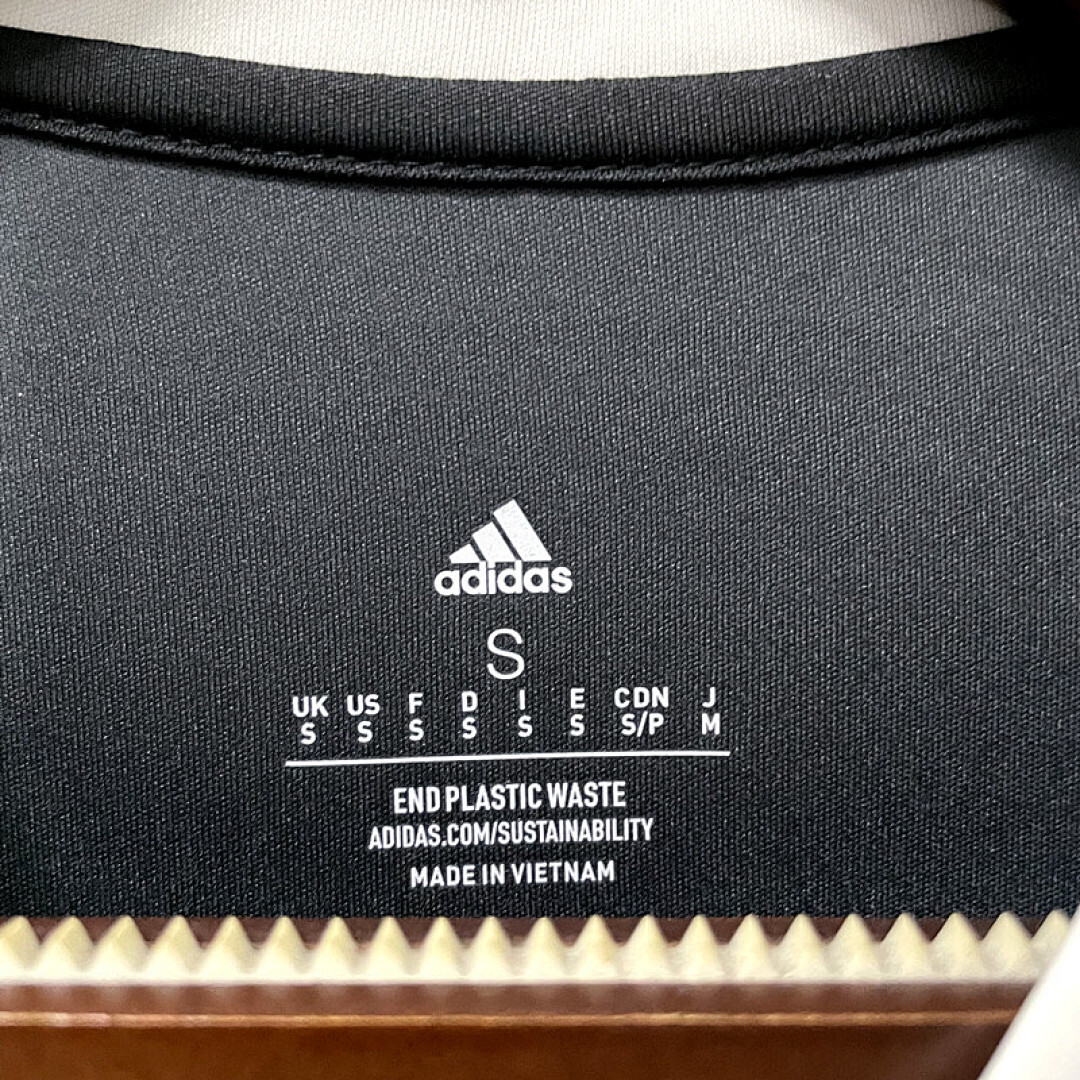 adidas
S
UK US F D I E CDN J
S S S S S S S/P M
END PLASTIC WASTE
ADIDAS.COM/SUSTAINABILITY
MADE IN VIETNAM